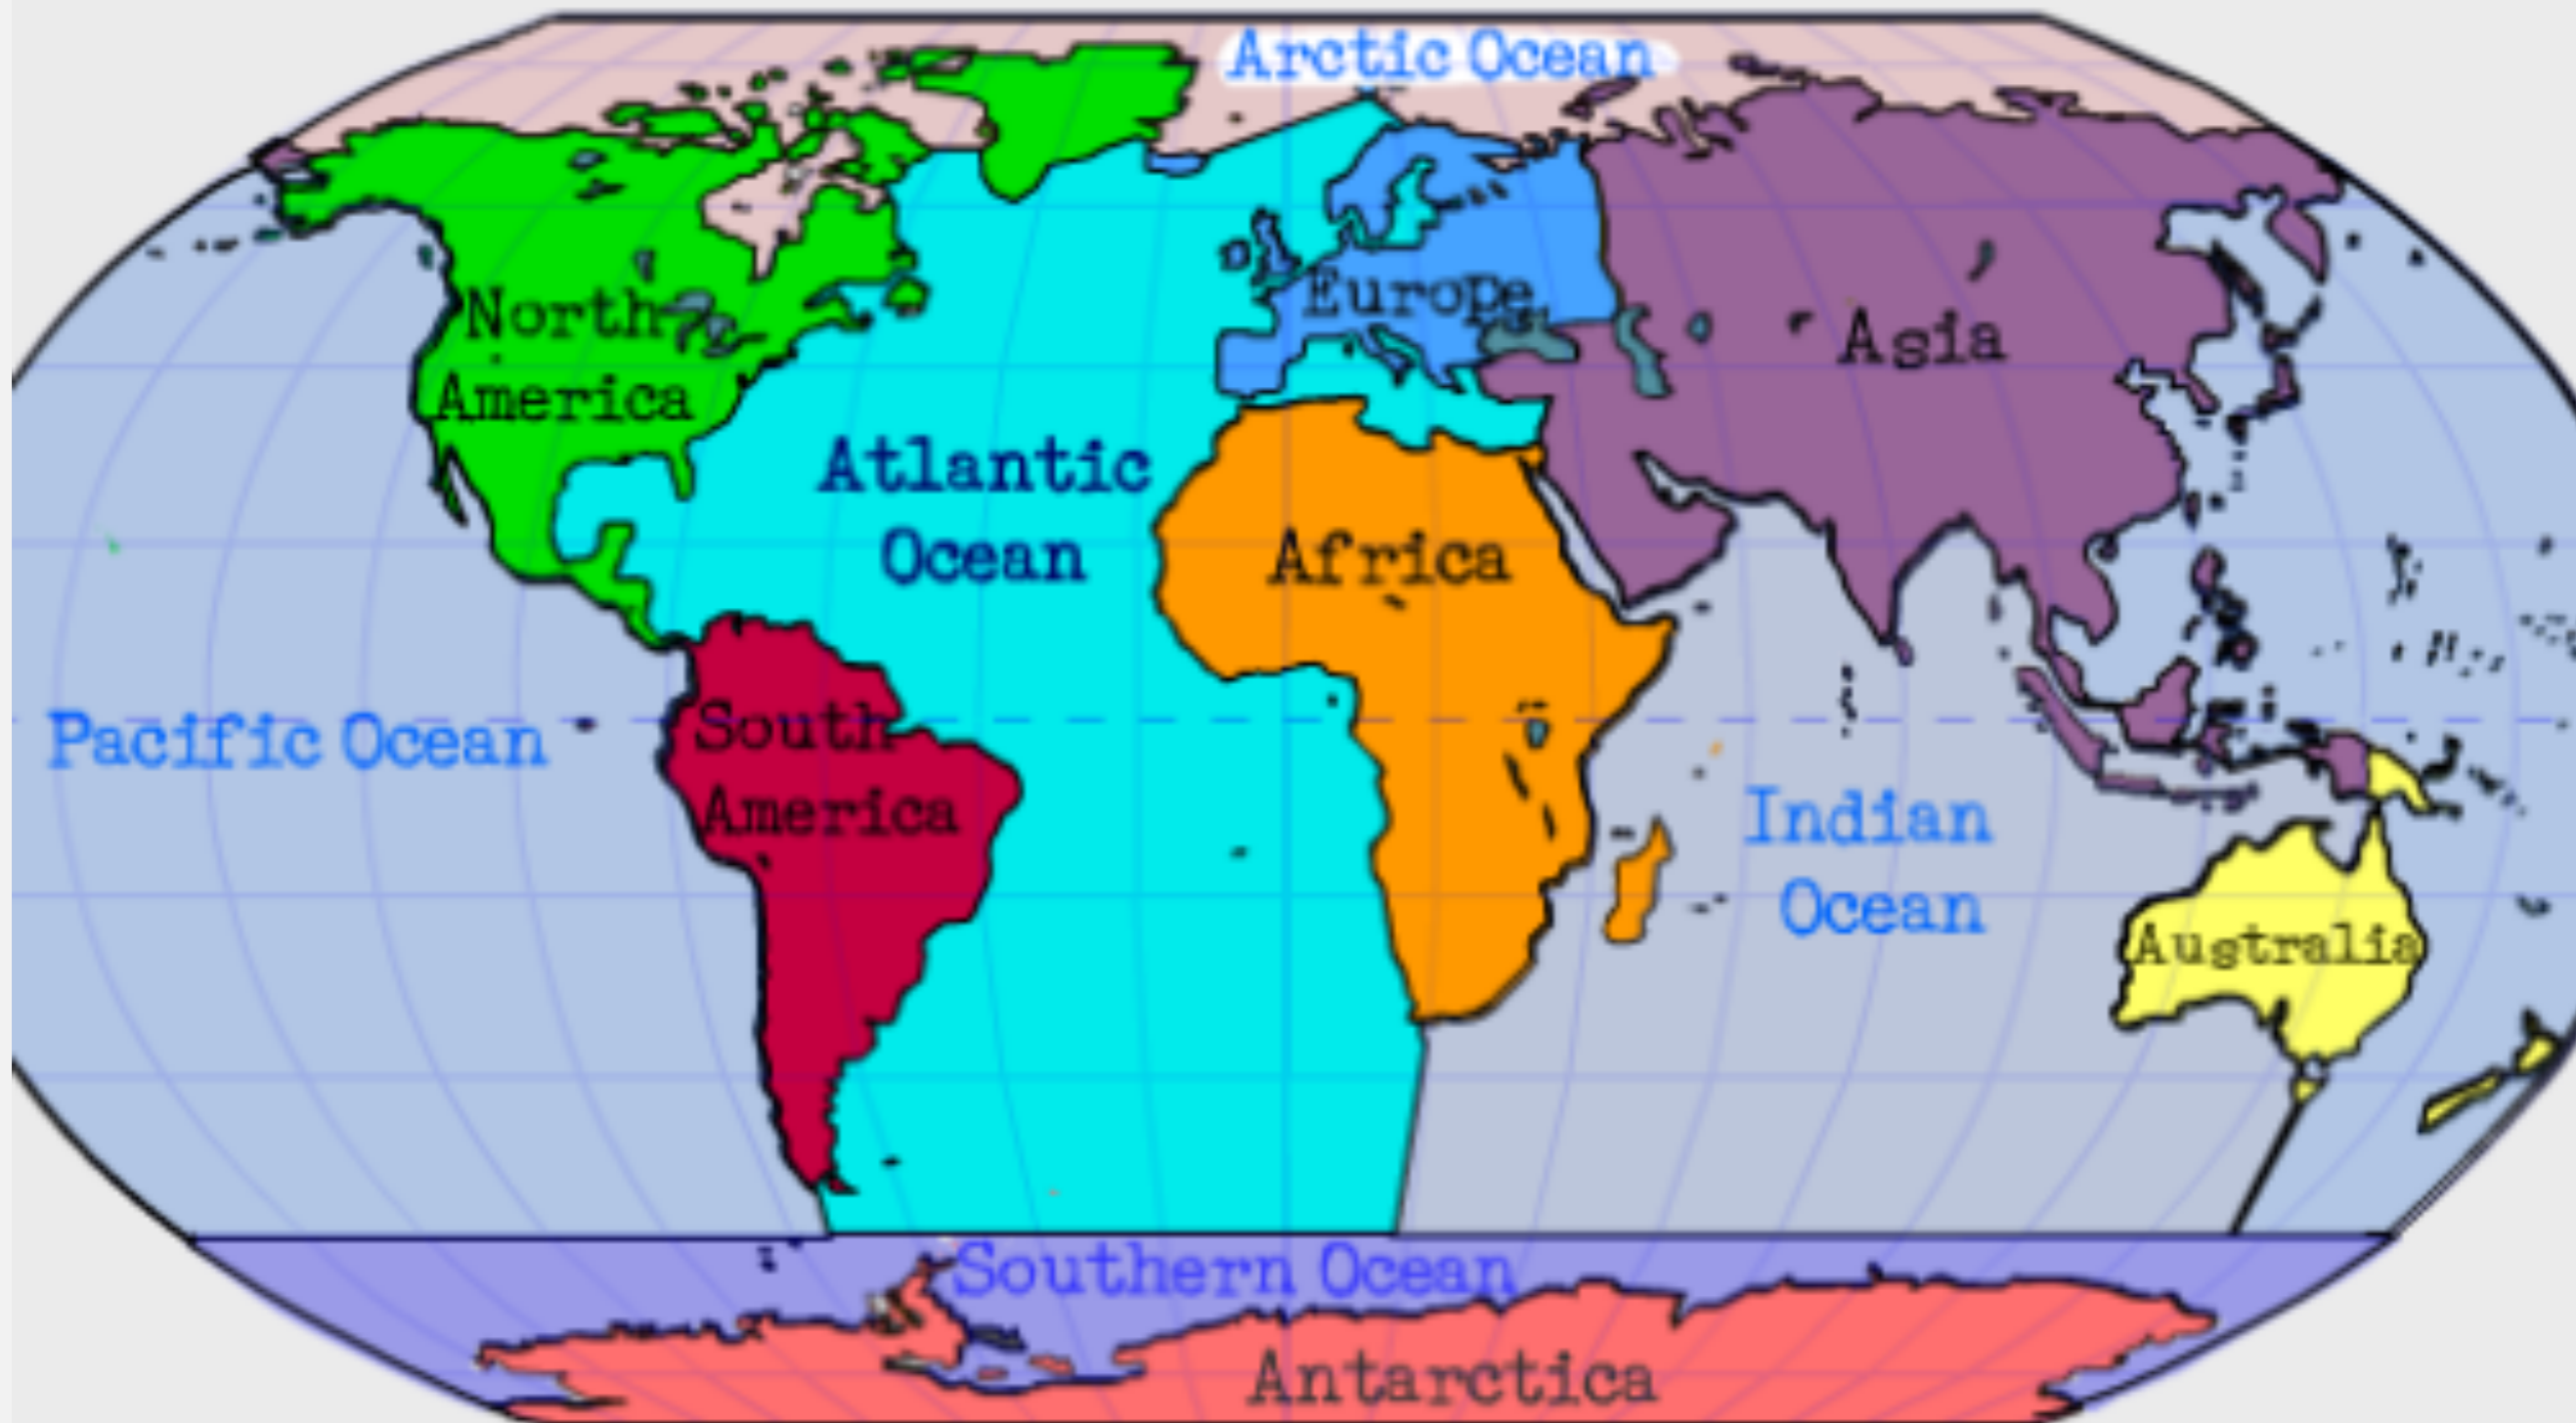 Arctic Ocean
North
America
Europe
Asia
Atlantic
Ocean
Africa
Pacific Ocean
South
America
Indian
Ocean
Australia
Southern Ocean
Antarctica